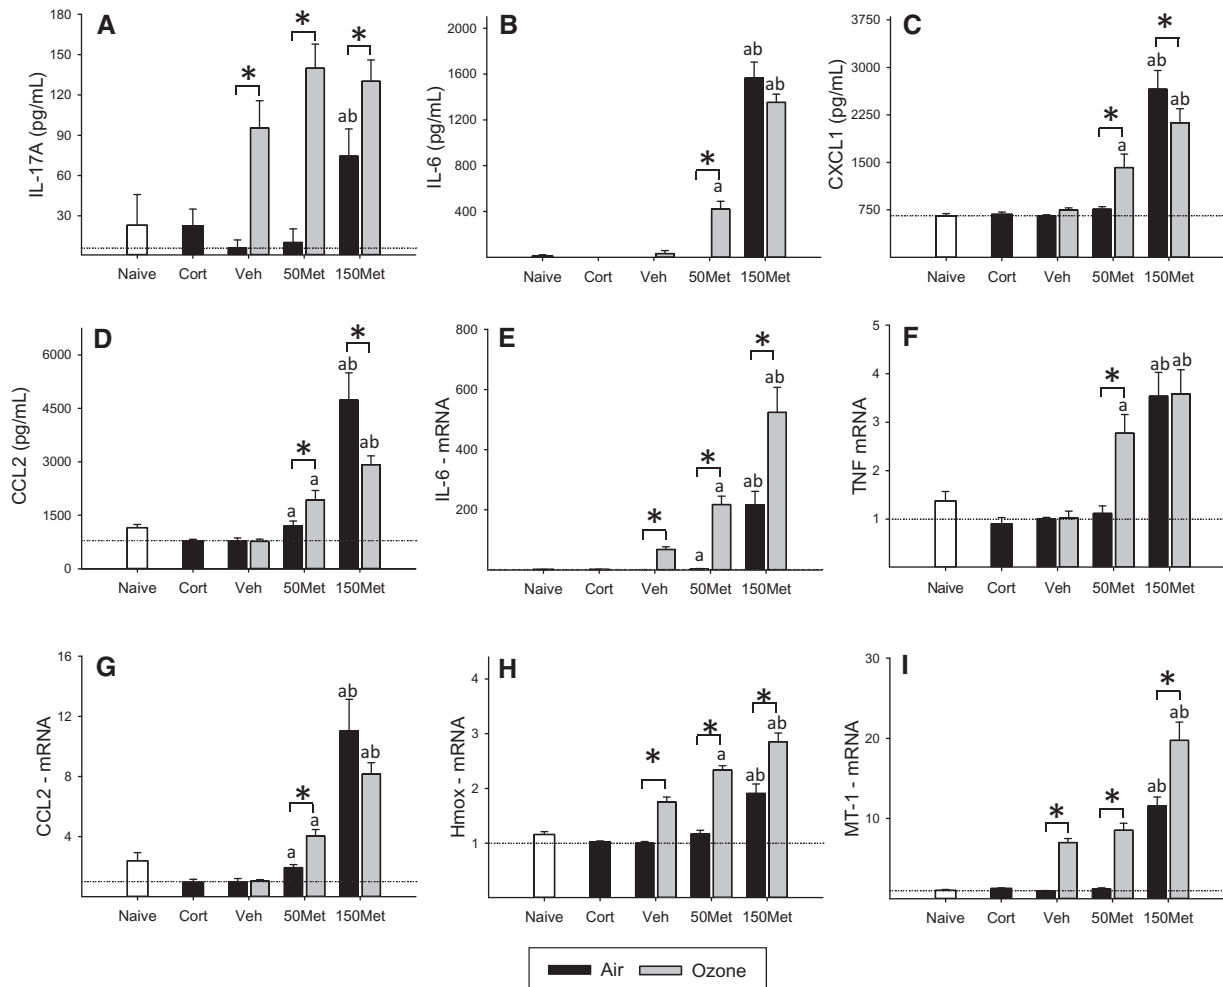 A
IL-17A (pg/mL)
180
150
120
90
60
30
*
*
*
ab
Naive Cort Veh 50Met 150Met
B
IL-6 (pg/mL)
2000
1600
1200
800
400
*
a
ab
ab
Naive Cort Veh 50Met 150Met
C
CXCL1 (pg/mL)
3750
3000
2250
1500
750
*
*
a
ab
ab
Naive Cort Veh 50Met 150Met
D
CCL2 (pg/mL)
6000
4500
3000
1500
0
*
*
a
a
ab
ab
Naive Cort Veh 50Met 150Met
E
IL-6 - mRNA
800
600
400
200
*
*
*
a
a
ab
ab
Naive Cort Veh 50Met 150Met
F
TNF mRNA
5
4
3
2
1
0
*
a
ab
ab
Naive Cort Veh 50Met 150Met
G
CCL2 - mRNA
16
12
8
4
*
a
a
ab
ab
Naive Cort Veh 50Met 150Met
H
Hmox - mRNA
4
3
2
1
*
*
*
a
ab
ab
Naive Cort Veh 50Met 150Met
I
MT-1 - mRNA
30
20
10
*
*
*
ab
ab
Naive Cort Veh 50Met 150Met
Air Ozone